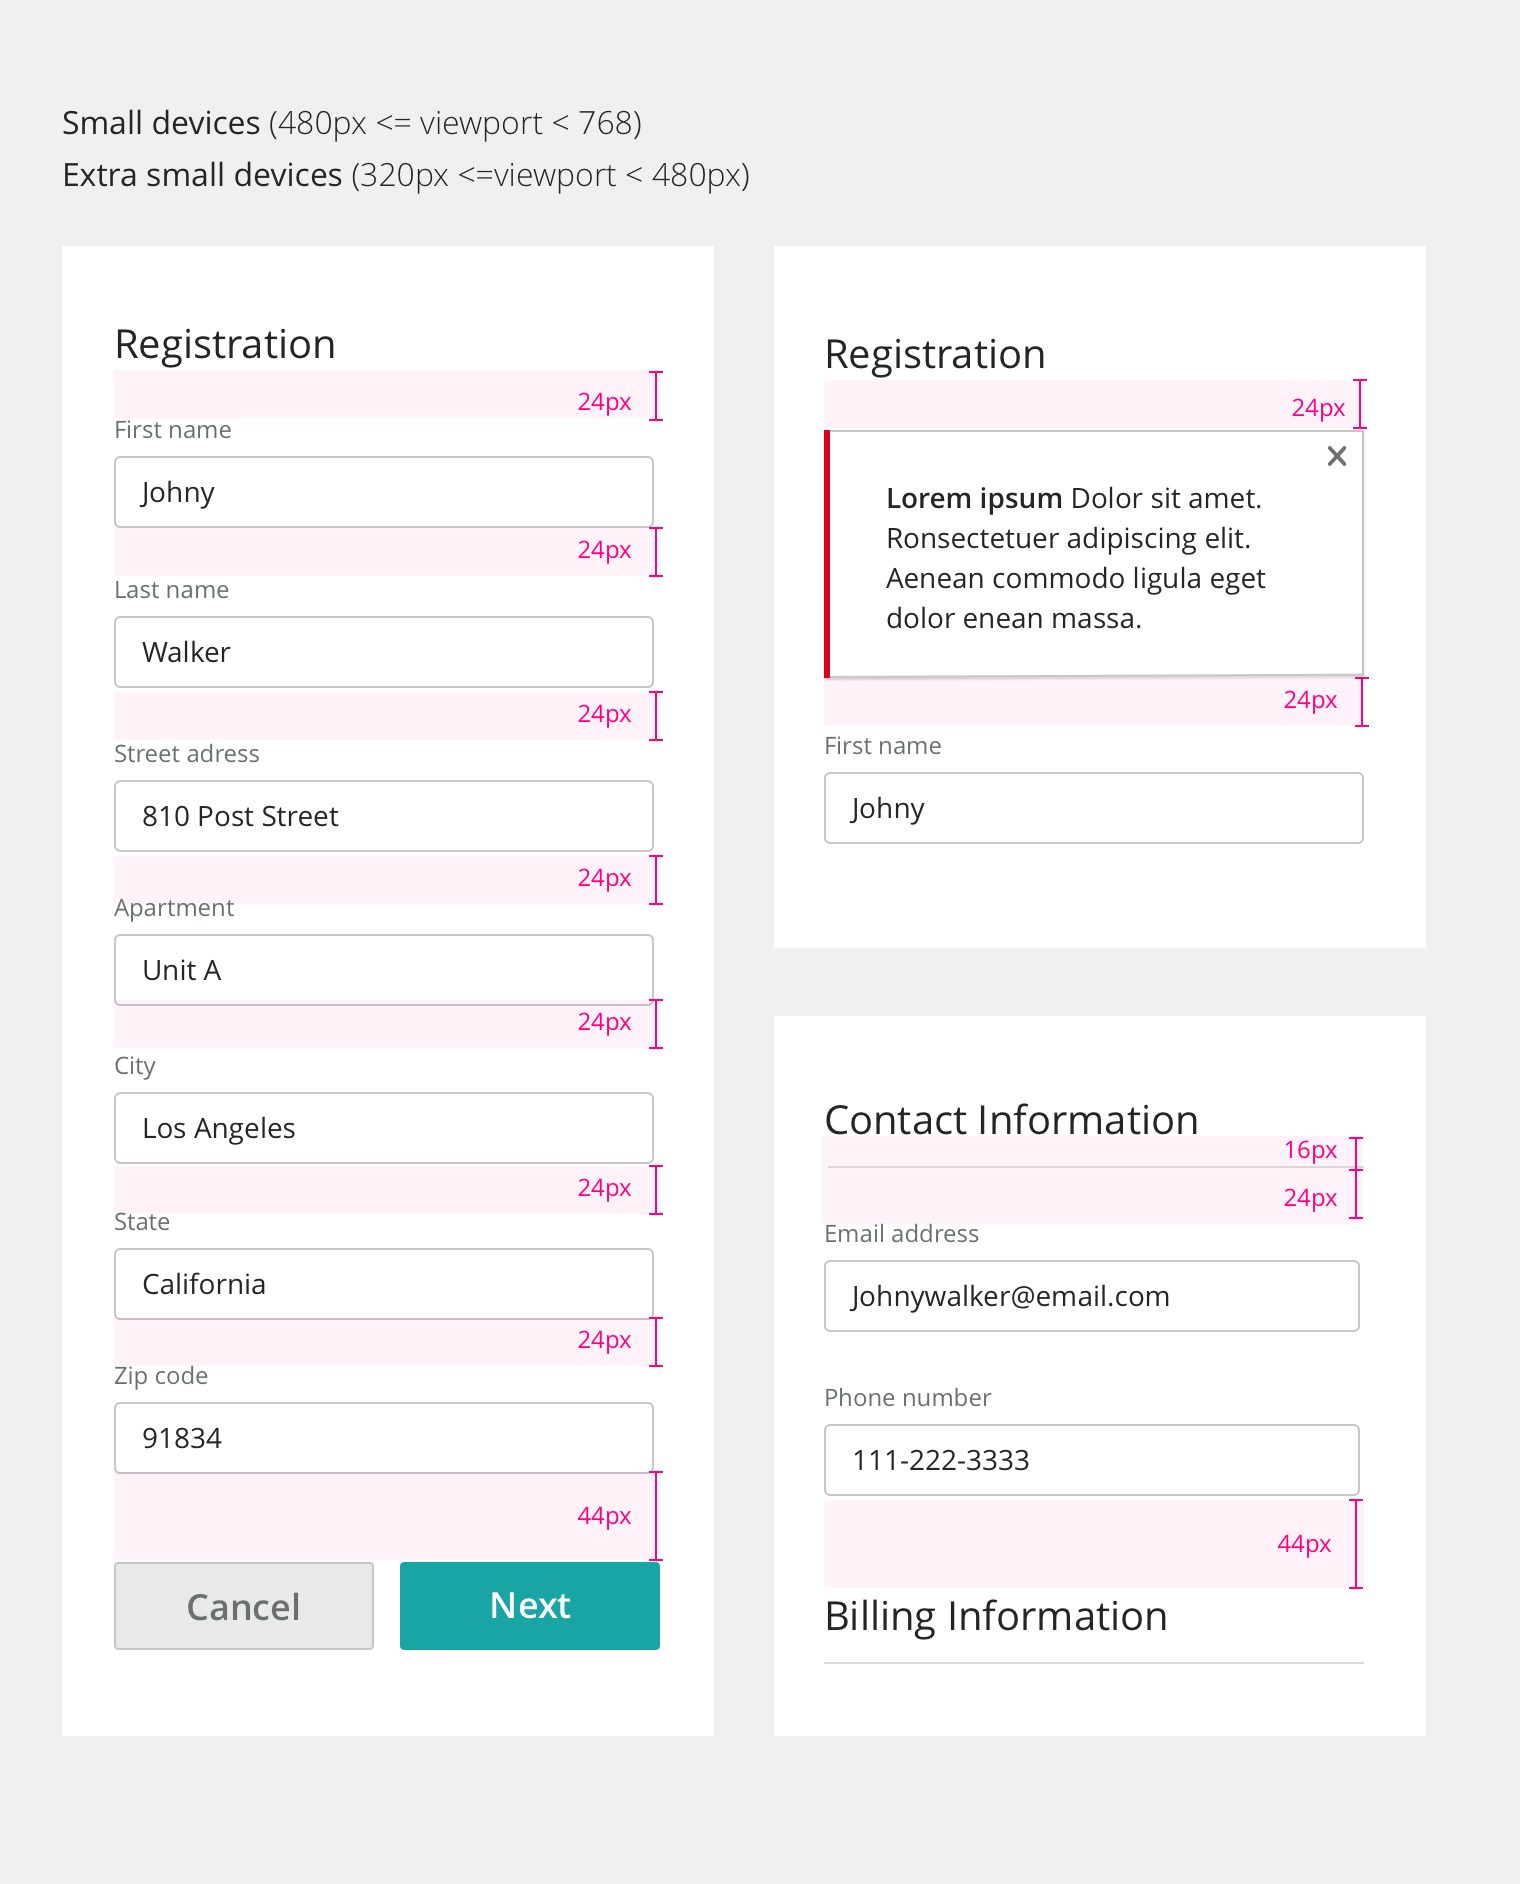 Small devices (480px <= viewport < 768)
Extra small devices (320px <=viewport < 480px)
Registration
24px
First name
Johny
24px
Last name
Walker
24px
Street adress
810 Post Street
24px
Apartment
Unit A
24px
City
Los Angeles
24px
State
California
24px
Zip code
91834
44px
Cancel
Next
Registration
24px
Lorem ipsum Dolor sit amet.
Ronsectetuer adipiscing elit.
Aenean commodo ligula eget
dolor enean massa.
24px
First name
Johny
Contact Information
16px
24px
Email address
Johnywalker@email.com
Phone number
111-222-3333
44px
Billing Information